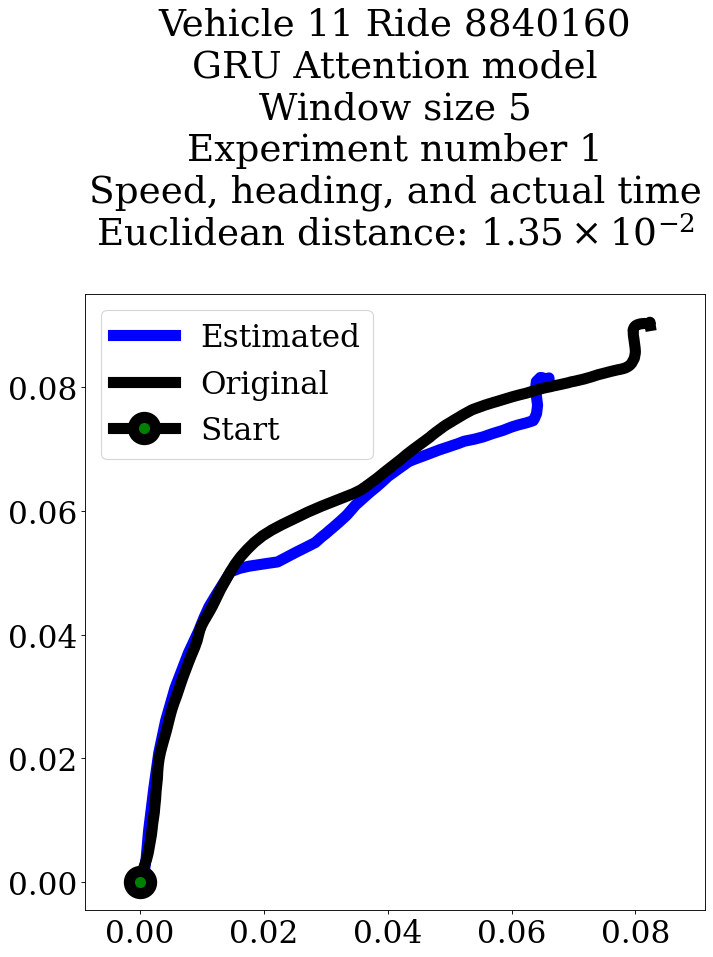 Vehicle 11 Ride 8840160
GRU Attention model
Window size 5
Experiment number 1
Speed, heading, and actual time
Euclidean distance: 1.35 × 10⁻²
Estimated
Original
Start
0.08
0.06
0.04
0.02
0.00
0.00 0.02 0.04 0.06 0.08